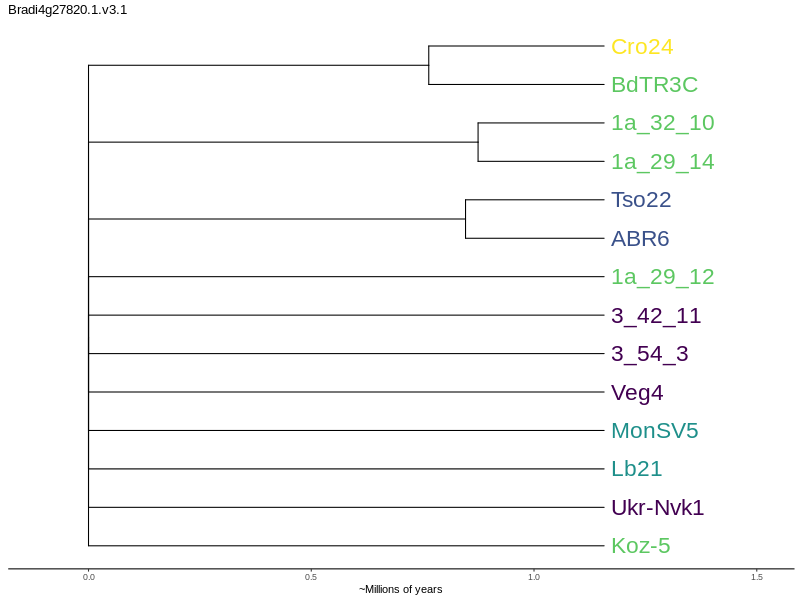 Bradi4g27820.1.v3.1
Cro24
BdTR3C
1a_32_10
1a_29_14
Tso22
ABR6
1a_29_12
3_42_11
3_54_3
Veg4
MonSV5
Lb21
Ukr-Nvk1
Koz-5
0.0 0.5 1.0 1.5
~Millions of years